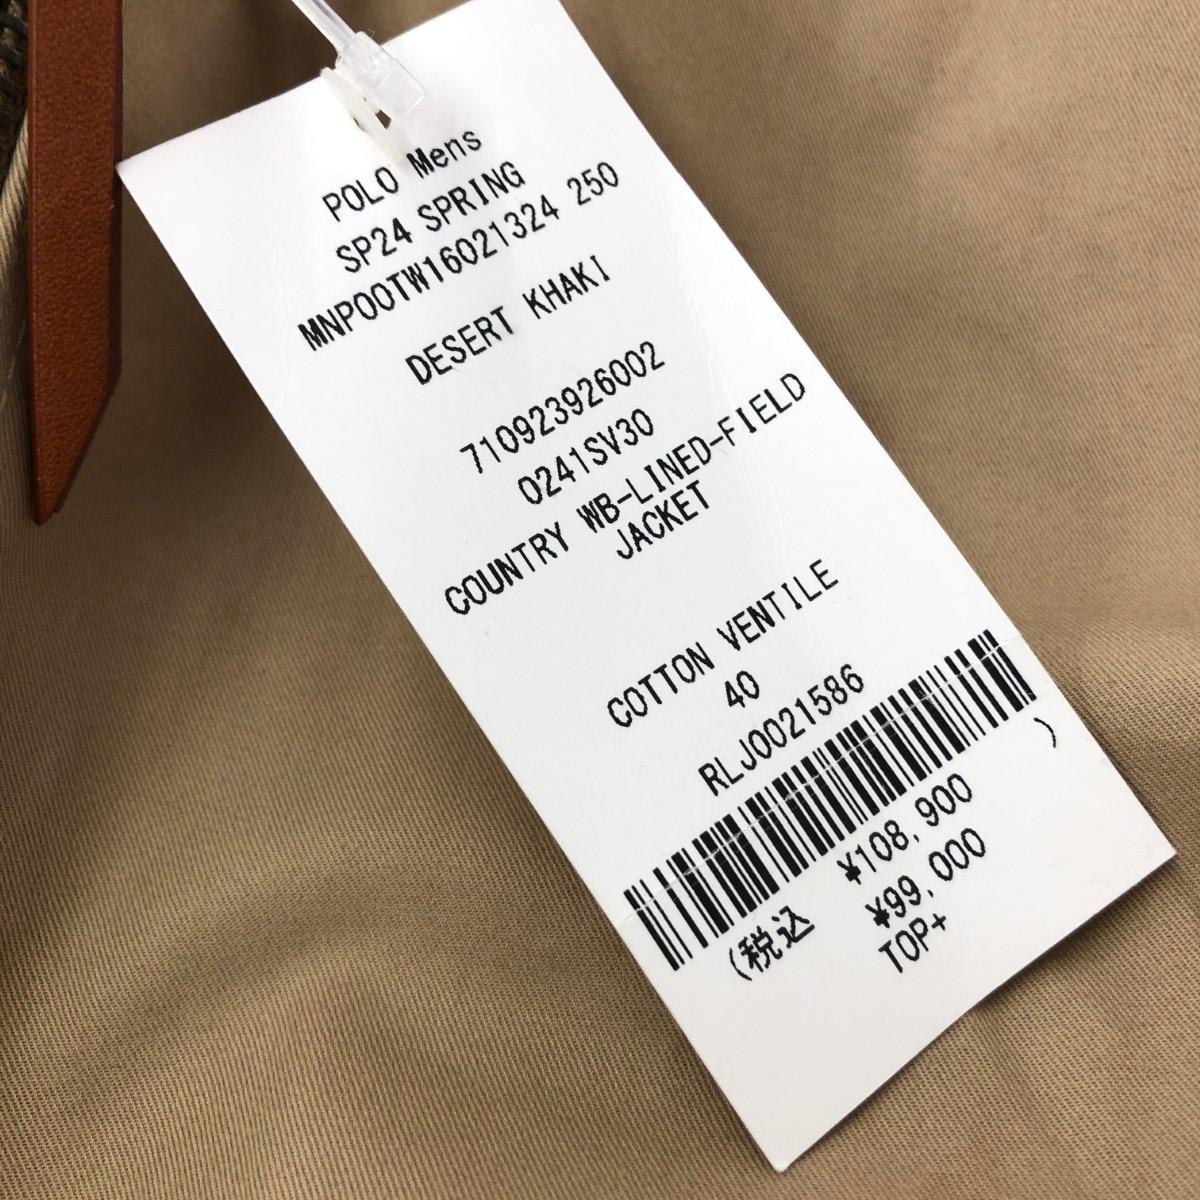 POLO Mens
SP24 SPRING
MNP00TW16021324 250
DESERT KHAKI
710923926002
0241SV30
COUNTRY WB-LINED-FIELD
JACKET
COTTON VENTILE
40
RLJ0021586
(税込 ¥108,900 )
¥99,000
TOP+